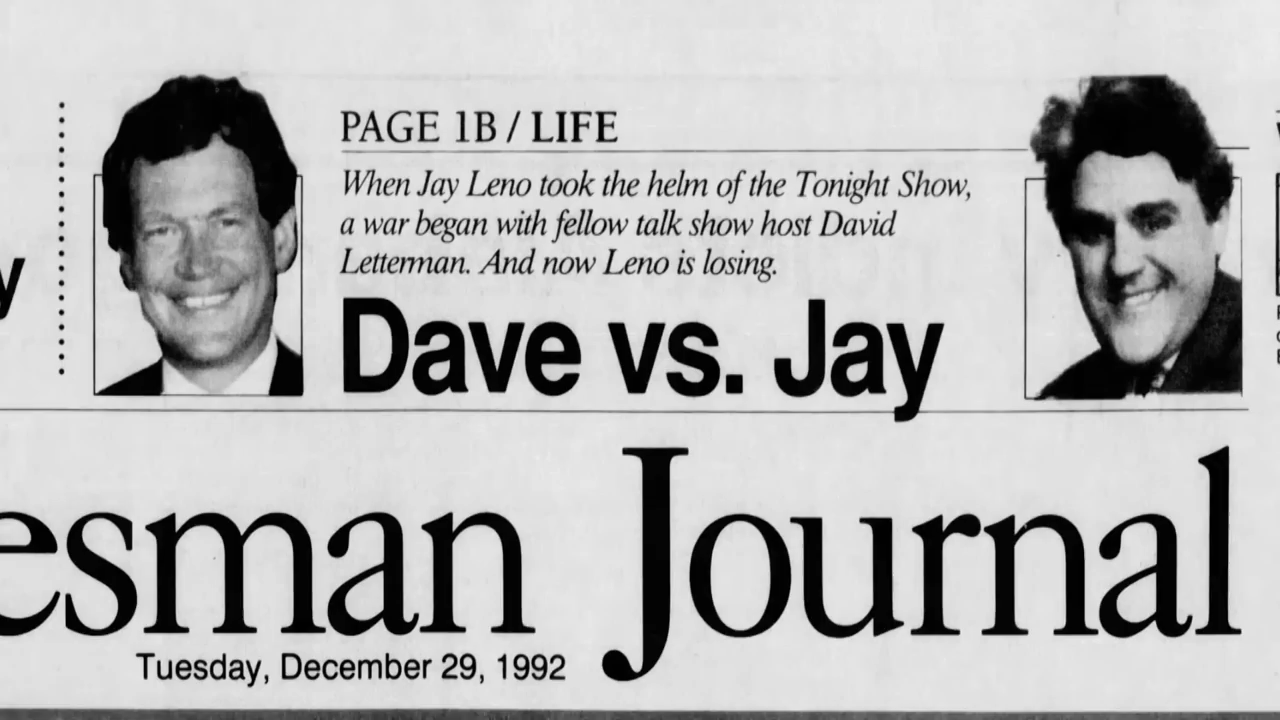 y
PAGE 1B / LIFE
When Jay Leno took the helm of the Tonight Show,
a war began with fellow talk show host David
Letterman. And now Leno is losing.
Dave vs. Jay
esman Journal
Tuesday, December 29, 1992